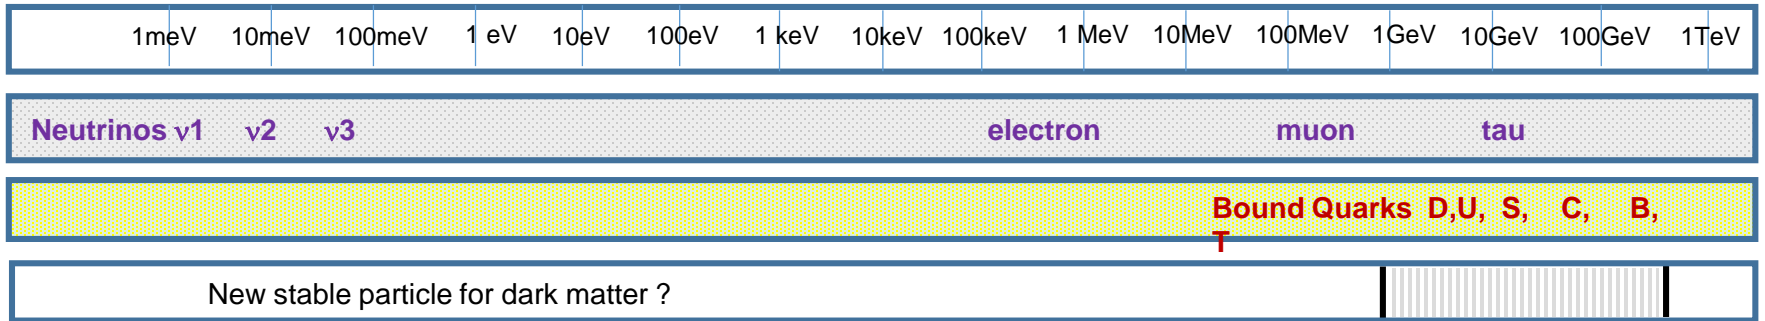 1meV 10meV 100meV 1 eV 10eV 100eV 1 keV 10keV 100keV 1 MeV 10MeV 100MeV 1GeV 10GeV 100GeV 1TeV
Neutrinos ν1 ν2 ν3 electron muon tau
Bound Quarks D,U, S, C, B,
T
New stable particle for dark matter ?